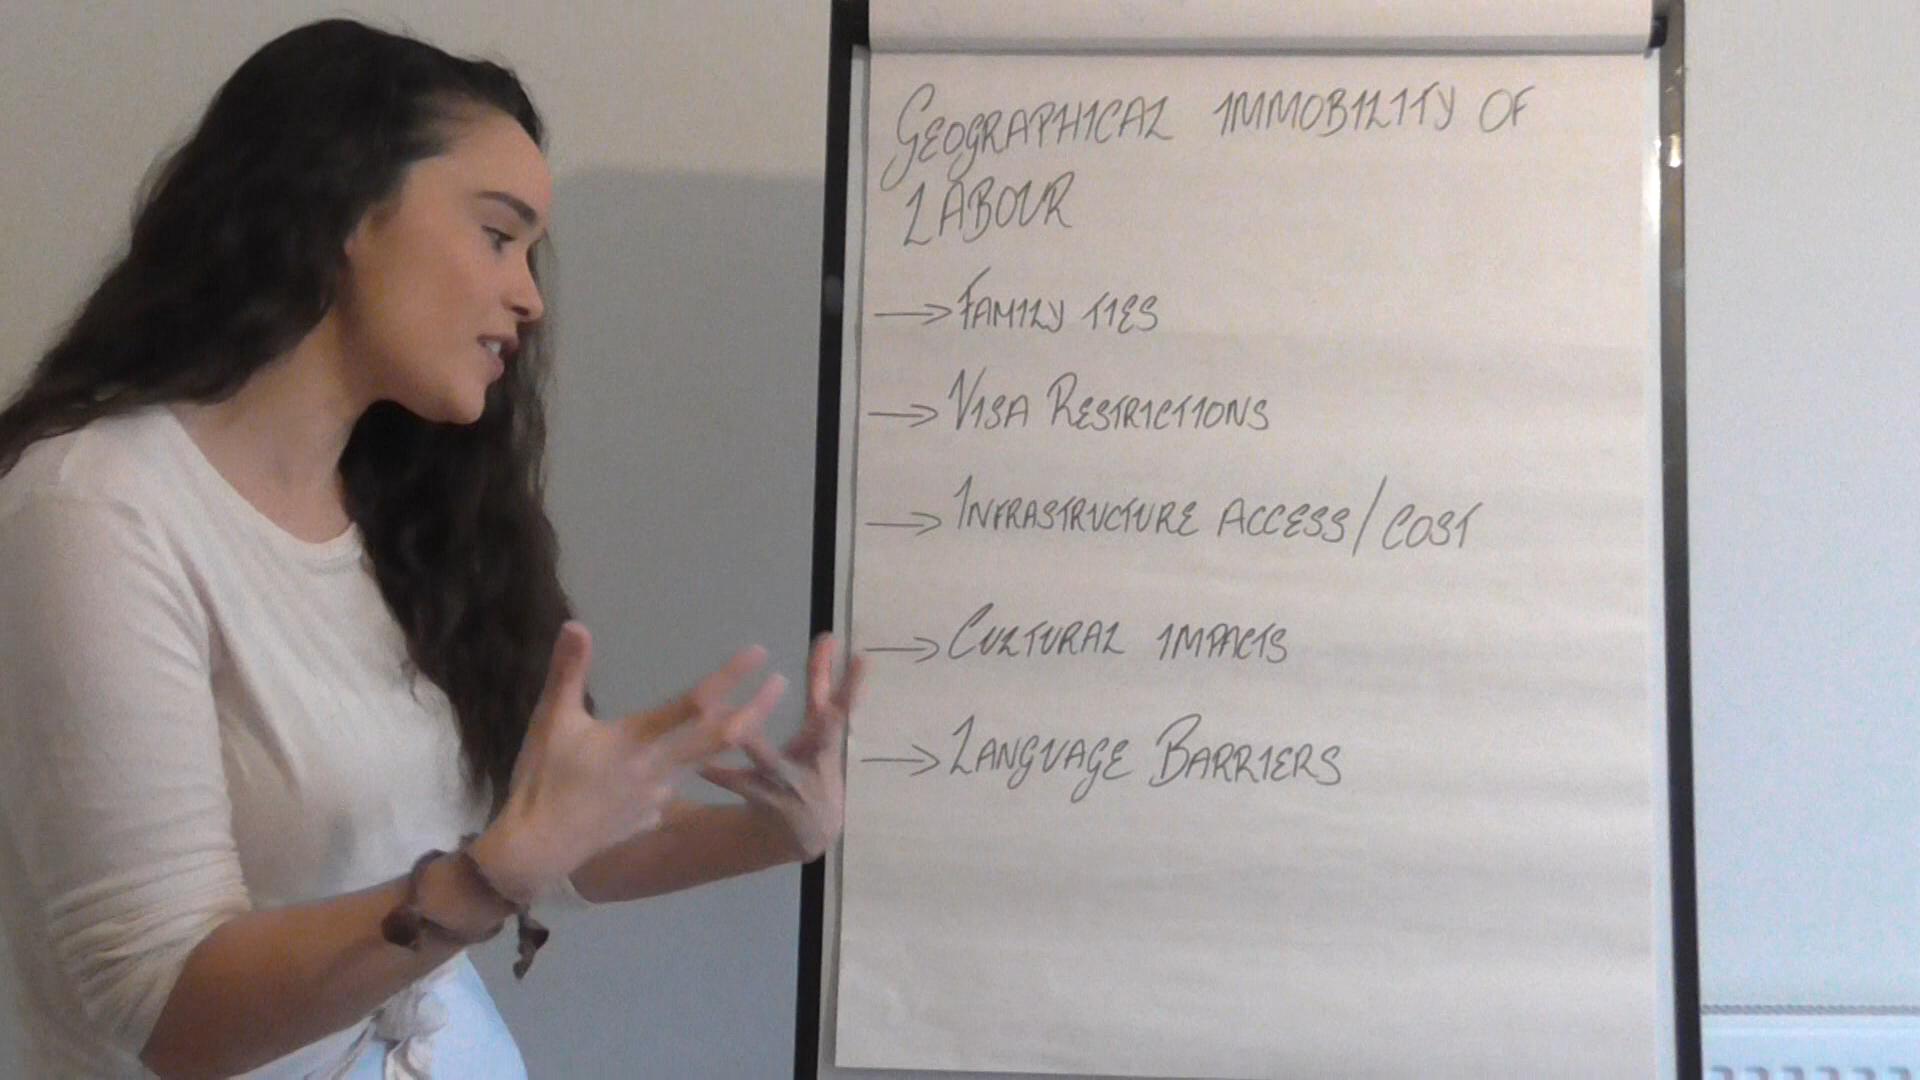 GEOGRAPHICAL IMMOBILITY OF
LABOUR
→ FAMILY TIES
→ VISA RESTRICTIONS
→ INFRASTRUCTURE ACCESS/COST
→ CULTURAL IMPACTS
→ LANGUAGE BARRIERS